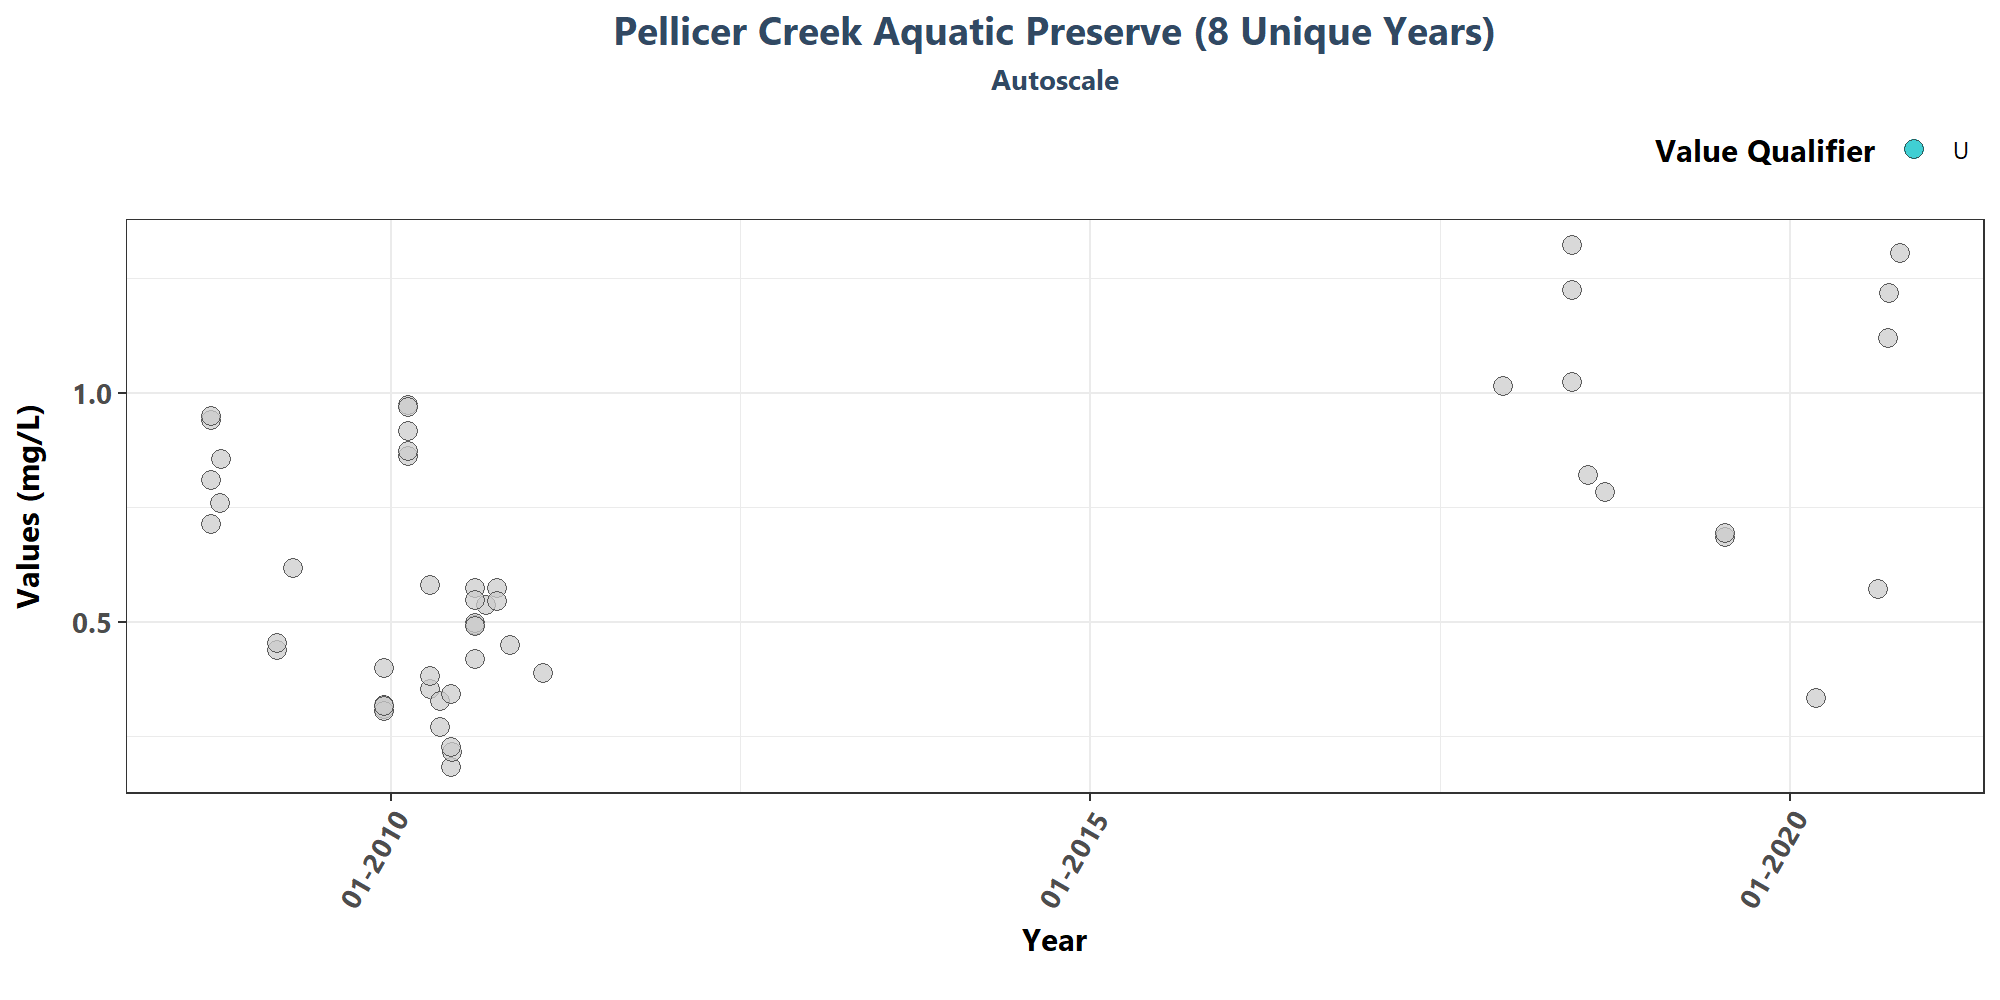 Pellicer Creek Aquatic Preserve (8 Unique Years)
Autoscale
Value Qualifier U
Values (mg/L)
1.0
0.5
01-2010
01-2015
01-2020
Year